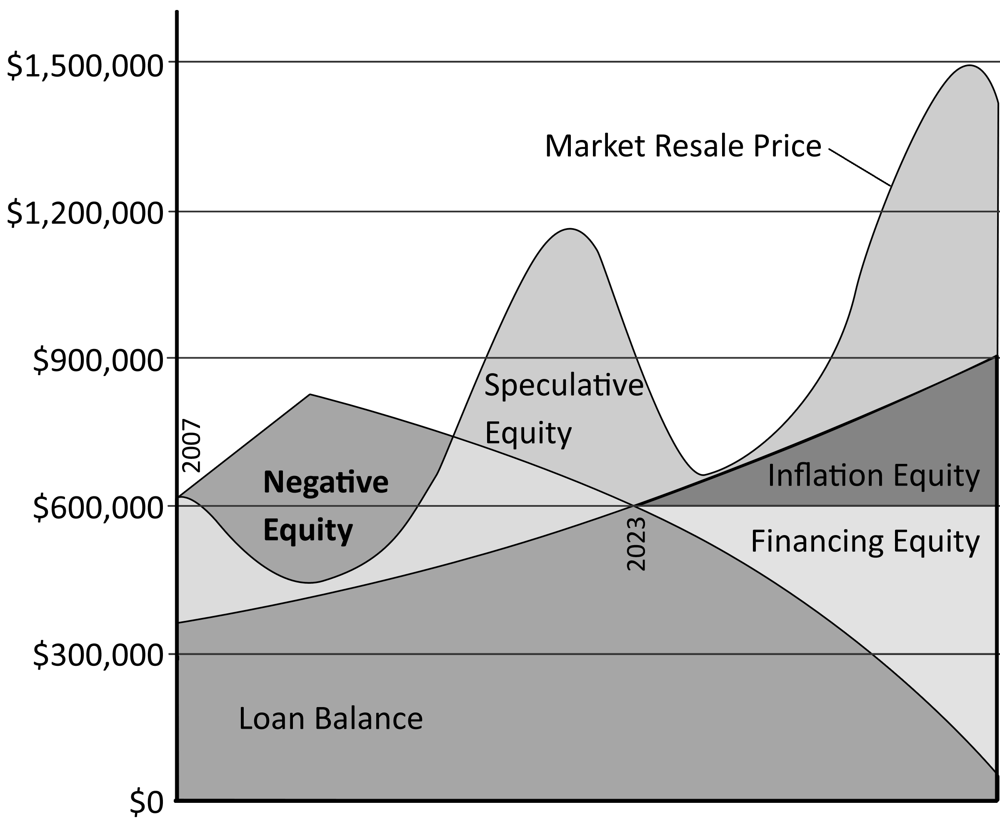 $1,500,000
Market Resale Price
$1,200,000
$900,000
Speculative
Equity
2007
Negative
Equity
Inflation Equity
$600,000
Financing Equity
2023
$300,000
Loan Balance
$0